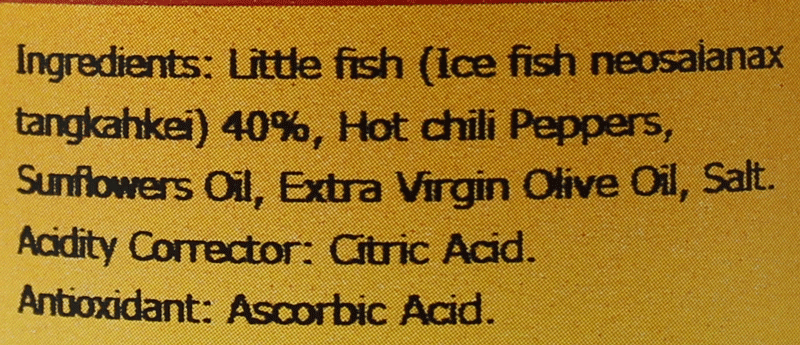 Ingredients: Little fish (Ice fish neosalanax
tangkahkei) 40%, Hot chili Peppers,
Sunflowers Oil, Extra Virgin Olive Oil, Salt.
Acidity Corrector: Citric Acid.
Antioxidant: Ascorbic Acid.